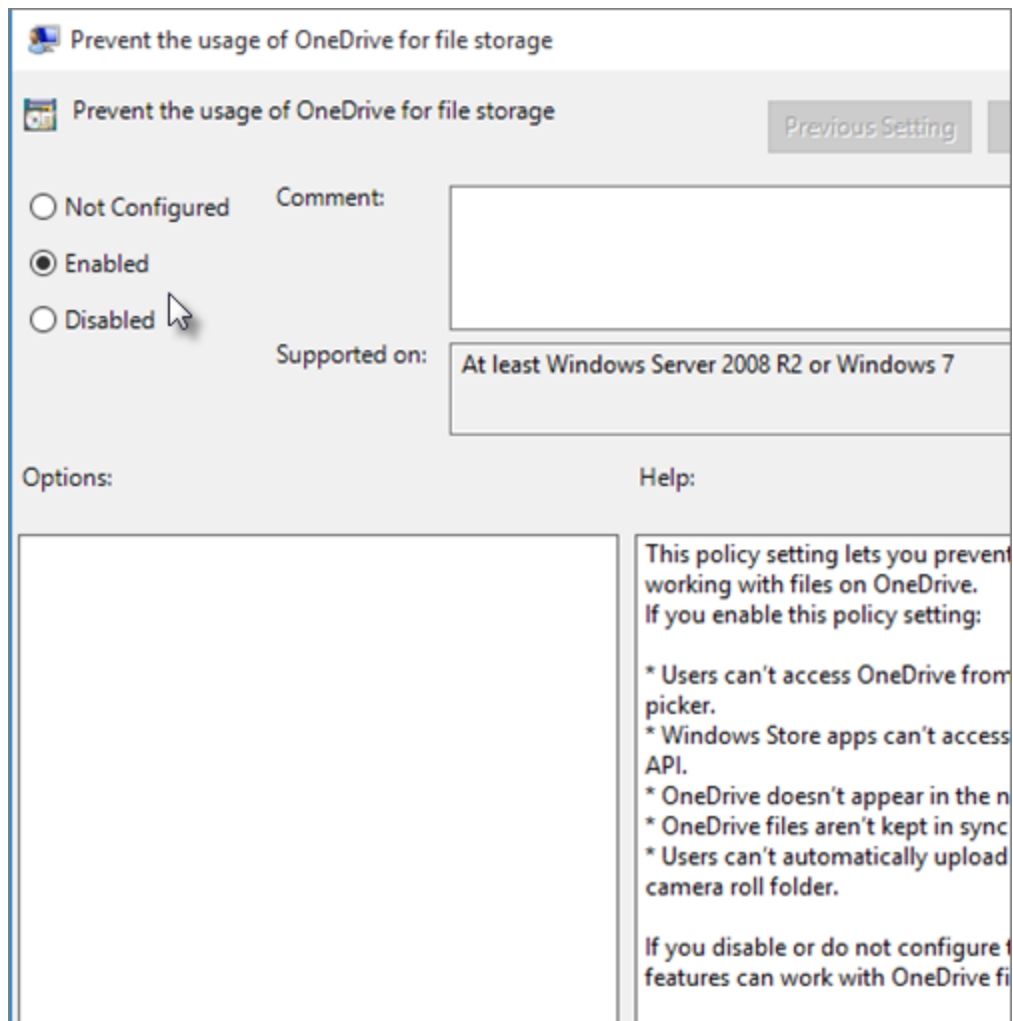 Prevent the usage of OneDrive for file storage
Prevent the usage of OneDrive for file storage
Previous Setting
Not Configured
Comment:
Enabled
Disabled
Supported on:
At least Windows Server 2008 R2 or Windows 7
Options:
Help:
This policy setting lets you prevent
working with files on OneDrive.
If you enable this policy setting:
* Users can't access OneDrive from
picker.
* Windows Store apps can't access
API.
* OneDrive doesn't appear in the n
* OneDrive files aren't kept in sync
* Users can't automatically upload
camera roll folder.
If you disable or do not configure t
features can work with OneDrive fi